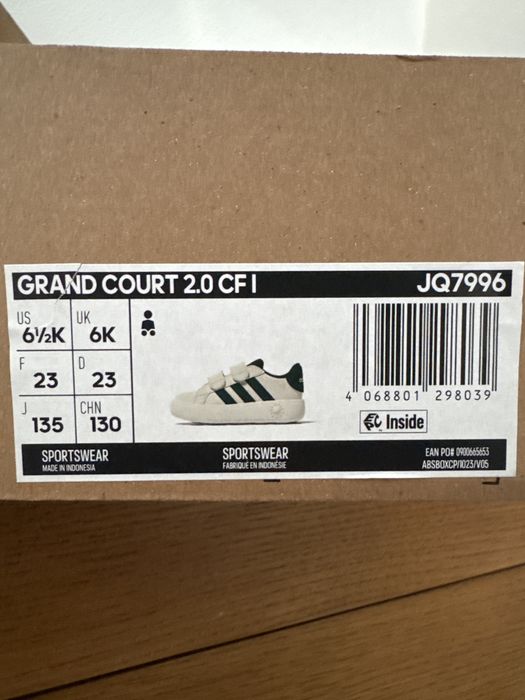 GRAND COURT 2.0 CF I JQ7996
US 6½K UK 6K
F 23 D 23
J 135 CHN 130
4 068801 298039
Inside
SPORTSWEAR SPORTSWEAR EAN PO# 0900665653
MADE IN INDONESIA FABRIQUÉ EN INDONÉSIE ABSBOXCP/1023/V05